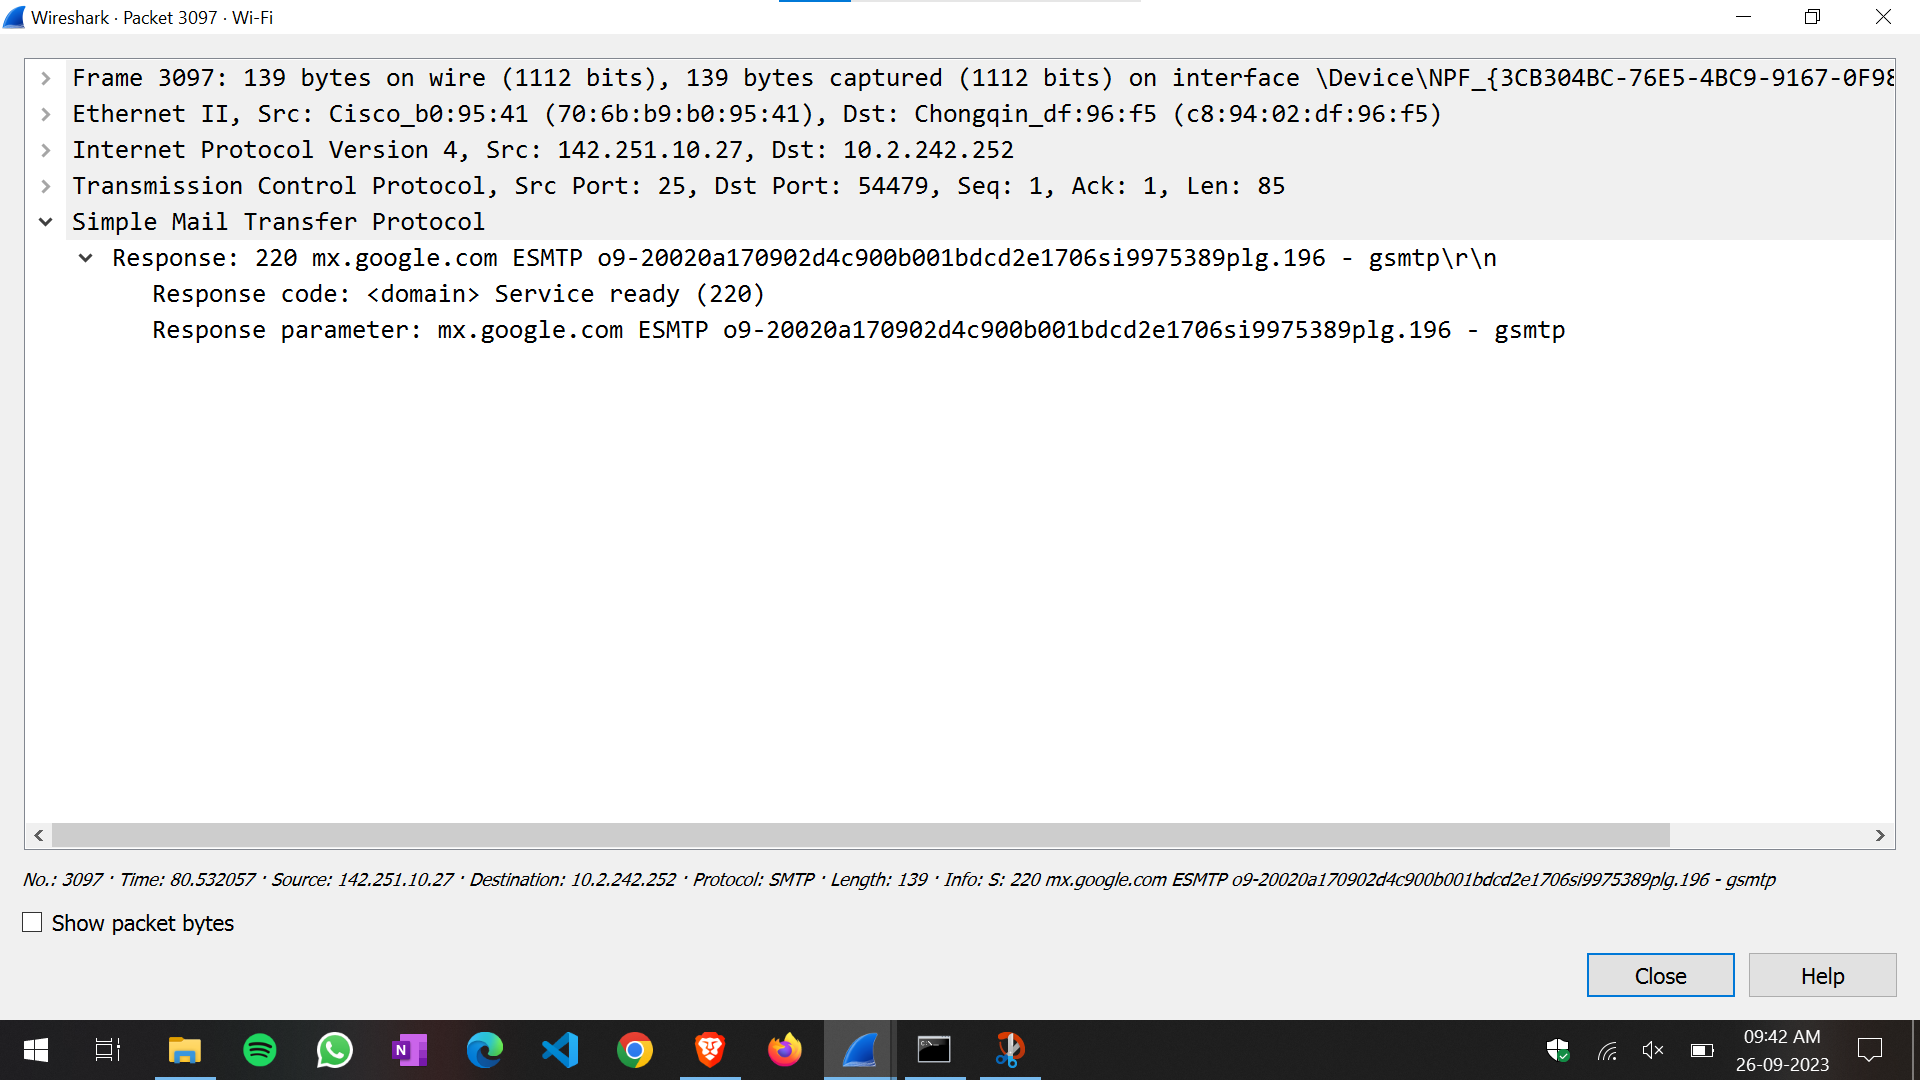 Wireshark · Packet 3097 · Wi-Fi
Frame 3097: 139 bytes on wire (1112 bits), 139 bytes captured (1112 bits) on interface \Device\NPF_{3CB304BC-76E5-4BC9-9167-0F98
Ethernet II, Src: Cisco_b0:95:41 (70:6b:b9:b0:95:41), Dst: Chongqin_df:96:f5 (c8:94:02:df:96:f5)
Internet Protocol Version 4, Src: 142.251.10.27, Dst: 10.2.242.252
Transmission Control Protocol, Src Port: 25, Dst Port: 54479, Seq: 1, Ack: 1, Len: 85
Simple Mail Transfer Protocol
Response: 220 mx.google.com ESMTP o9-20020a170902d4c900b001bdcd2e1706si9975389plg.196 - gsmtp\r\n
Response code: <domain> Service ready (220)
Response parameter: mx.google.com ESMTP o9-20020a170902d4c900b001bdcd2e1706si9975389plg.196 - gsmtp
No.: 3097 · Time: 80.532057 · Source: 142.251.10.27 · Destination: 10.2.242.252 · Protocol: SMTP · Length: 139 · Info: S: 220 mx.google.com ESMTP o9-20020a170902d4c900b001bdcd2e1706si9975389plg.196 - gsmtp
Show packet bytes
Close
Help
N
09:42 AM
26-09-2023